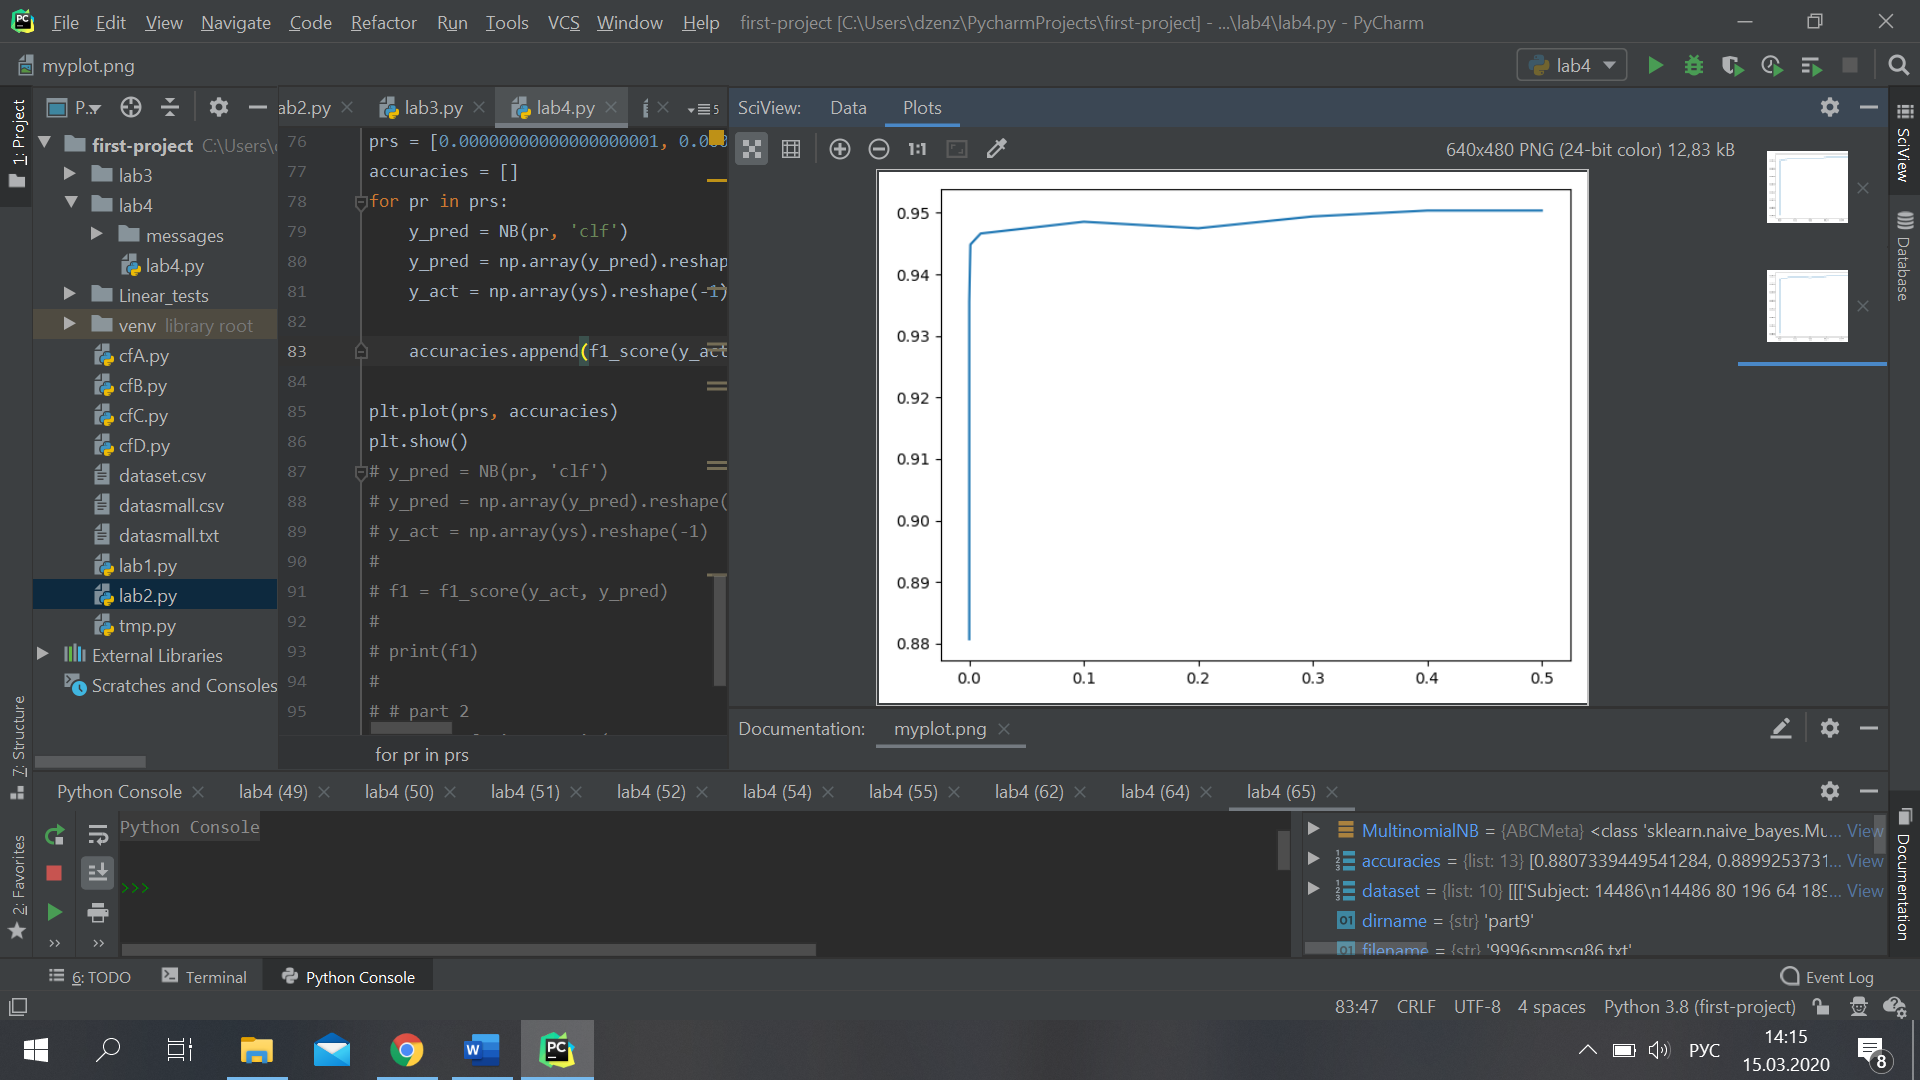 File Edit View Navigate Code Refactor Run Tools VCS Window Help first-project [C:\Users\dzenz\PycharmProjects\first-project] - ...\lab4\lab4.py - PyCharm
myplot.png
lab4
1: Project
P..
ab2.py
lab3.py
lab4.py
5
SciView: Data Plots
first-project C:\Users\
lab3
lab4
messages
lab4.py
Linear_tests
venv library root
cfA.py
cfB.py
cfC.py
cfD.py
dataset.csv
datasmall.csv
datasmall.txt
lab1.py
lab2.py
tmp.py
External Libraries
Scratches and Consoles
76 prs = [0.00000000000000000001, 0.000
77 accuracies = []
78 for pr in prs:
79 y_pred = NB(pr, 'clf')
80 y_pred = np.array(y_pred).reshap
81 y_act = np.array(ys).reshape(-1)
82
83 accuracies.append(f1_score(y_act
84
85 plt.plot(prs, accuracies)
86 plt.show()
87 # y_pred = NB(pr, 'clf')
88 # y_pred = np.array(y_pred).reshape(
89 # y_act = np.array(ys).reshape(-1)
90 #
91 # f1 = f1_score(y_act, y_pred)
92 #
93 # print(f1)
94 #
95 # # part 2
for pr in prs
1:1
640x480 PNG (24-bit color) 12,83 kB
0.95
0.94
0.93
0.92
0.91
0.90
0.89
0.88
0.0 0.1 0.2 0.3 0.4 0.5
SciView
Database
Documentation: myplot.png
7: Structure
2: Favorites
Python Console lab4 (49) lab4 (50) lab4 (51) lab4 (52) lab4 (54) lab4 (55) lab4 (62) lab4 (64) lab4 (65)
Python Console
>>>
MultinomialNB = {ABCMeta} <class 'sklearn.naive_bayes.Mu... View
accuracies = {list: 13} [0.8807339449541284, 0.8899253731... View
dataset = {list: 10} [[['Subject: 14486\n14486 80 196 64 189... View
dirname = {str} 'part9'
filename = {str} '9996spmsg86.txt'
Documentation
6: TODO Terminal Python Console Event Log
83:47 CRLF UTF-8 4 spaces Python 3.8 (first-project)
РУС
14:15
15.03.2020
8